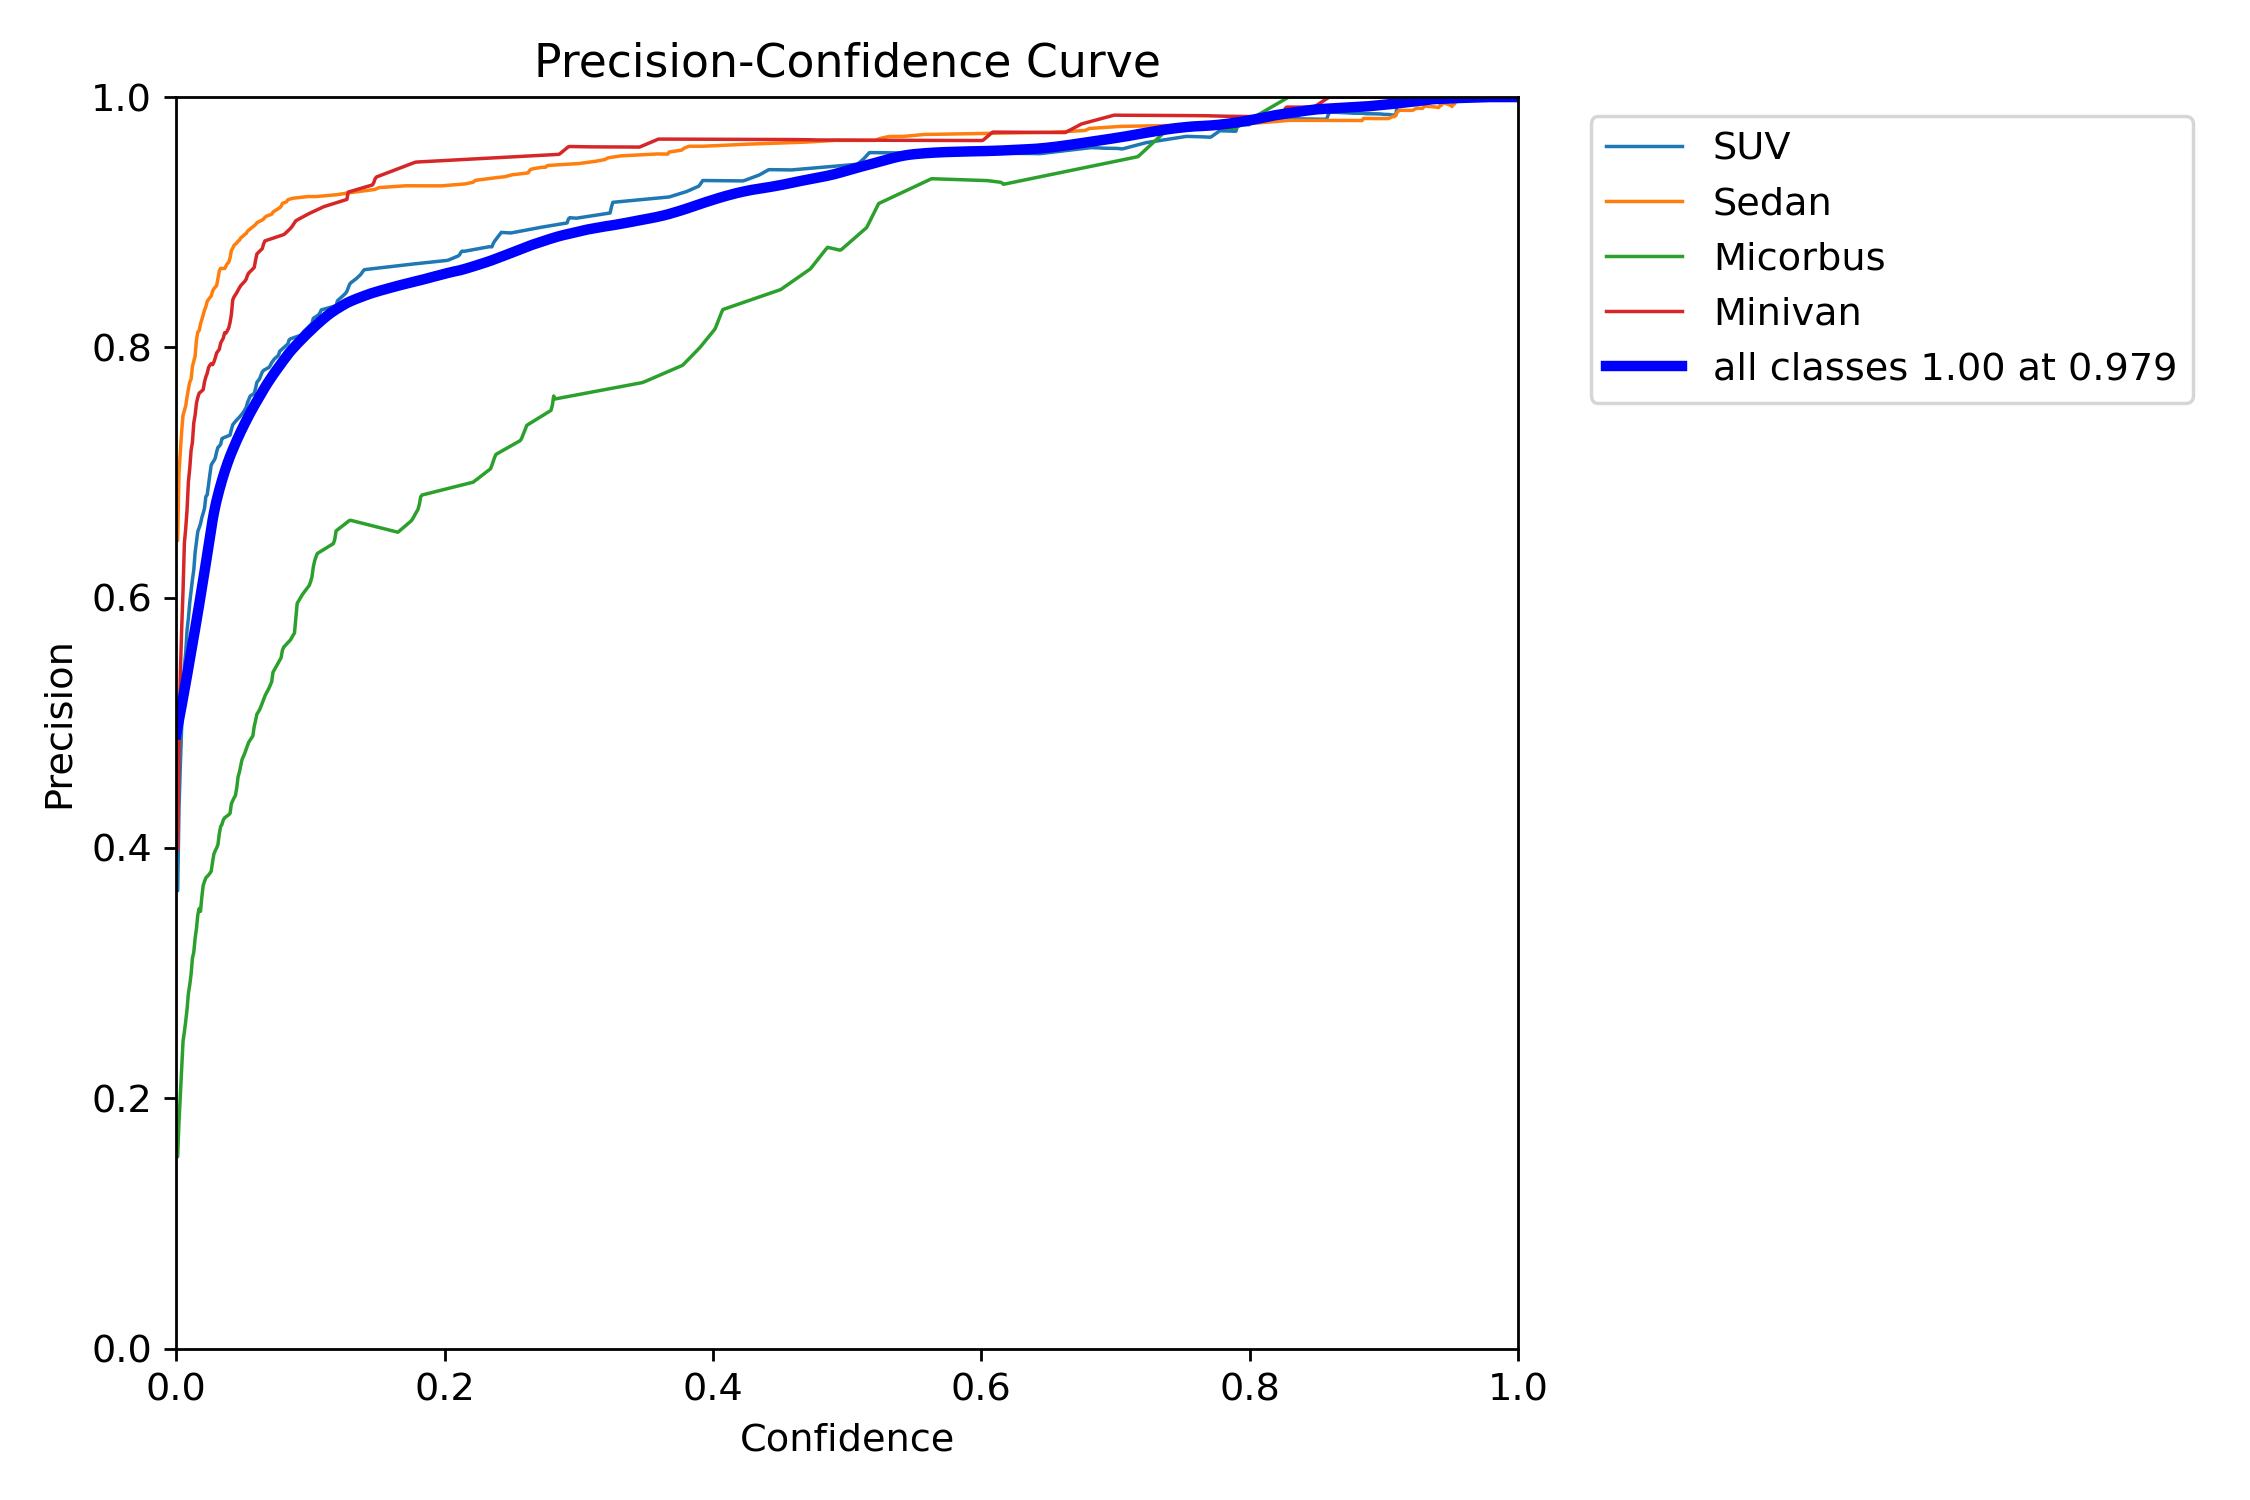 Precision-Confidence Curve
1.0
0.8
0.6
0.4
0.2
0.0
Precision
0.0 0.2 0.4 0.6 0.8 1.0
Confidence
SUV
Sedan
Micorbus
Minivan
all classes 1.00 at 0.979